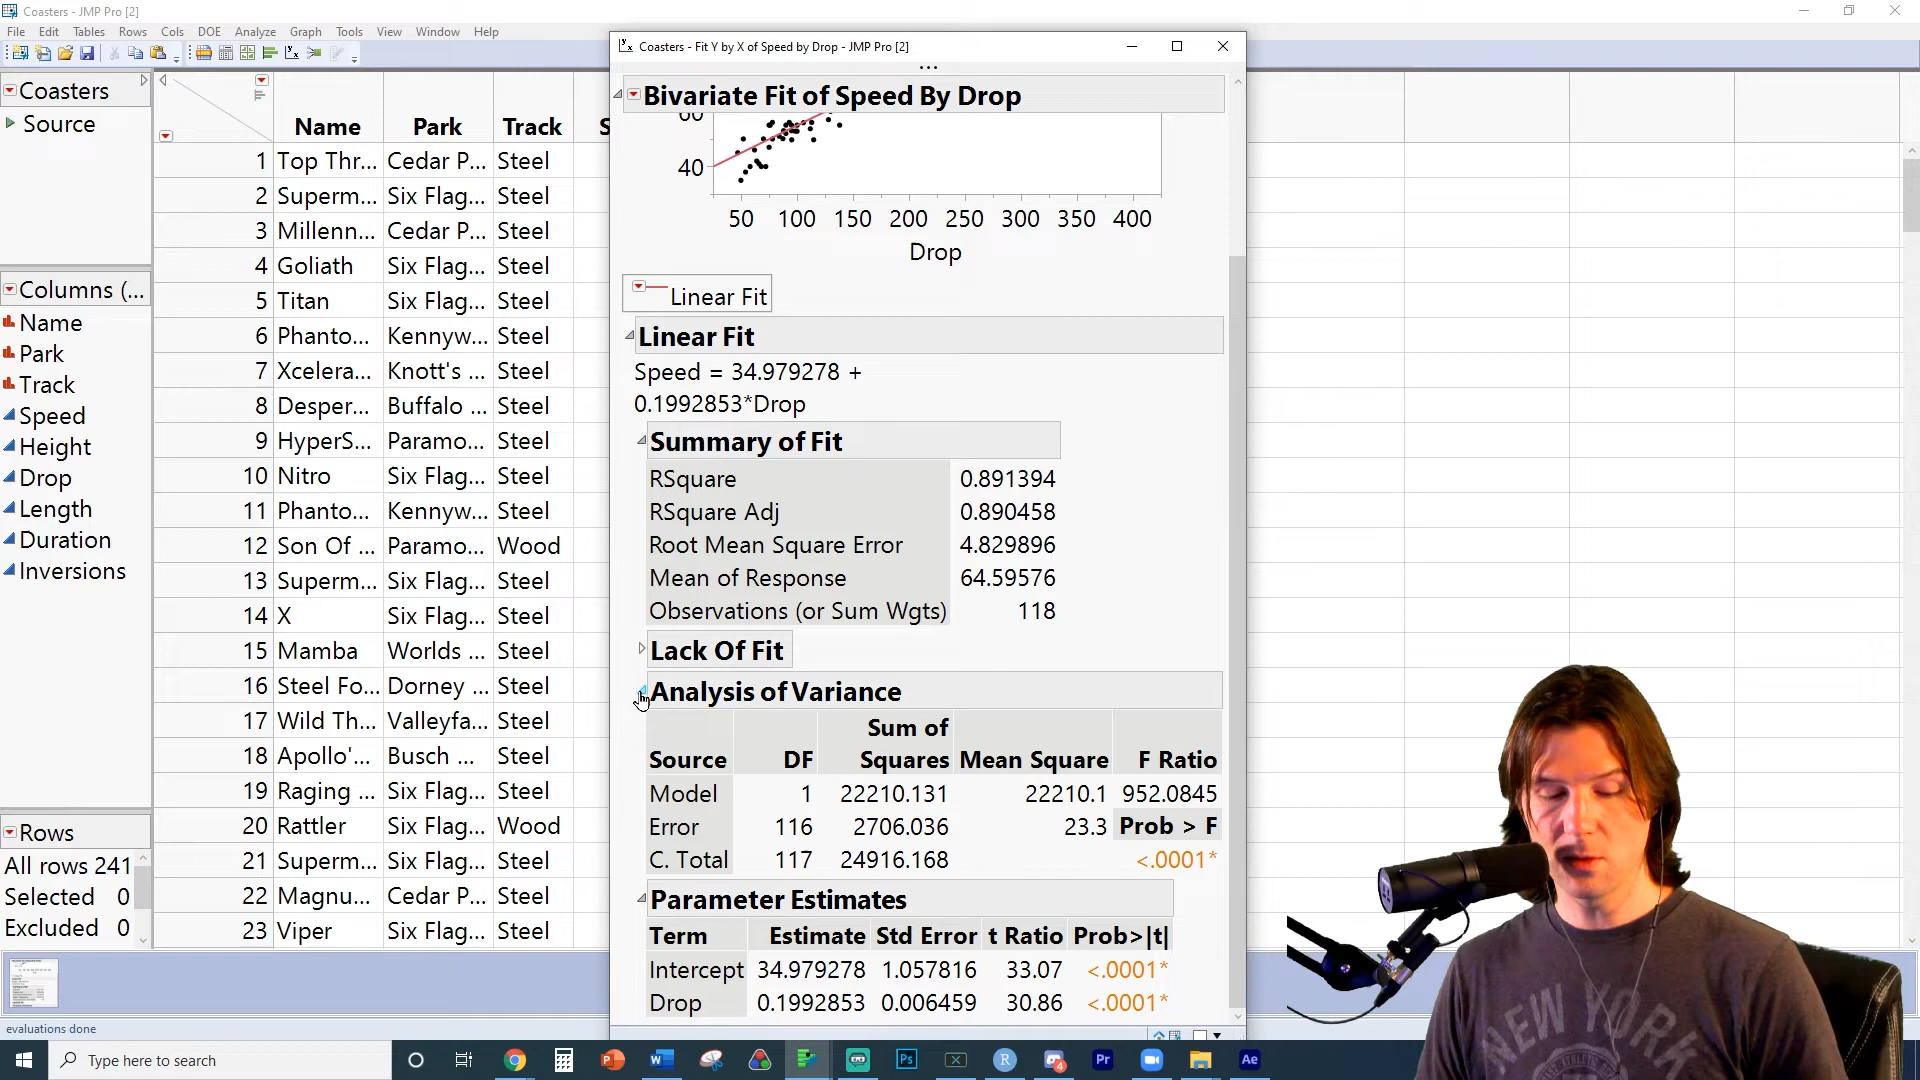 Coasters - JMP Pro [2]
File Edit Tables Rows Cols DOE Analyze Graph Tools View Window Help
Coasters
Source
Columns (...
Name
Park
Track
Speed
Height
Drop
Length
Duration
Inversions
Rows
All rows 241
Selected 0
Excluded 0
Name Park Track S
1 Top Thr... Cedar P... Steel
2 Superm... Six Flag... Steel
3 Millenn... Cedar P... Steel
4 Goliath Six Flag... Steel
5 Titan Six Flag... Steel
6 Phanto... Kennyw... Steel
7 Xcelera... Knott's ... Steel
8 Desper... Buffalo ... Steel
9 HyperS... Paramo... Steel
10 Nitro Six Flag... Steel
11 Phanto... Kennyw... Steel
12 Son Of ... Paramo... Wood
13 Superm... Six Flag... Steel
14 X Six Flag... Steel
15 Mamba Worlds ... Steel
16 Steel Fo... Dorney ... Steel
17 Wild Th... Valleyfa... Steel
18 Apollo'... Busch ... Steel
19 Raging ... Six Flag... Steel
20 Rattler Six Flag... Wood
21 Superm... Six Flag... Steel
22 Magnu... Cedar P... Steel
23 Viper Six Flag... Steel
Coasters - Fit Y by X of Speed by Drop - JMP Pro [2]
Bivariate Fit of Speed By Drop
60
40
50 100 150 200 250 300 350 400
Drop
Linear Fit
Linear Fit
Speed = 34.979278 +
0.1992853*Drop
Summary of Fit
RSquare 0.891394
RSquare Adj 0.890458
Root Mean Square Error 4.829896
Mean of Response 64.59576
Observations (or Sum Wgts) 118
Lack Of Fit
Analysis of Variance
Sum of
Source DF Squares Mean Square F Ratio
Model 1 22210.131 22210.1 952.0845
Error 116 2706.036 23.3 Prob > F
C. Total 117 24916.168 <.0001*
Parameter Estimates
Term Estimate Std Error t Ratio Prob>|t|
Intercept 34.979278 1.057816 33.07 <.0001*
Drop 0.1992853 0.006459 30.86 <.0001*
evaluations done
Type here to search
NEW YORK